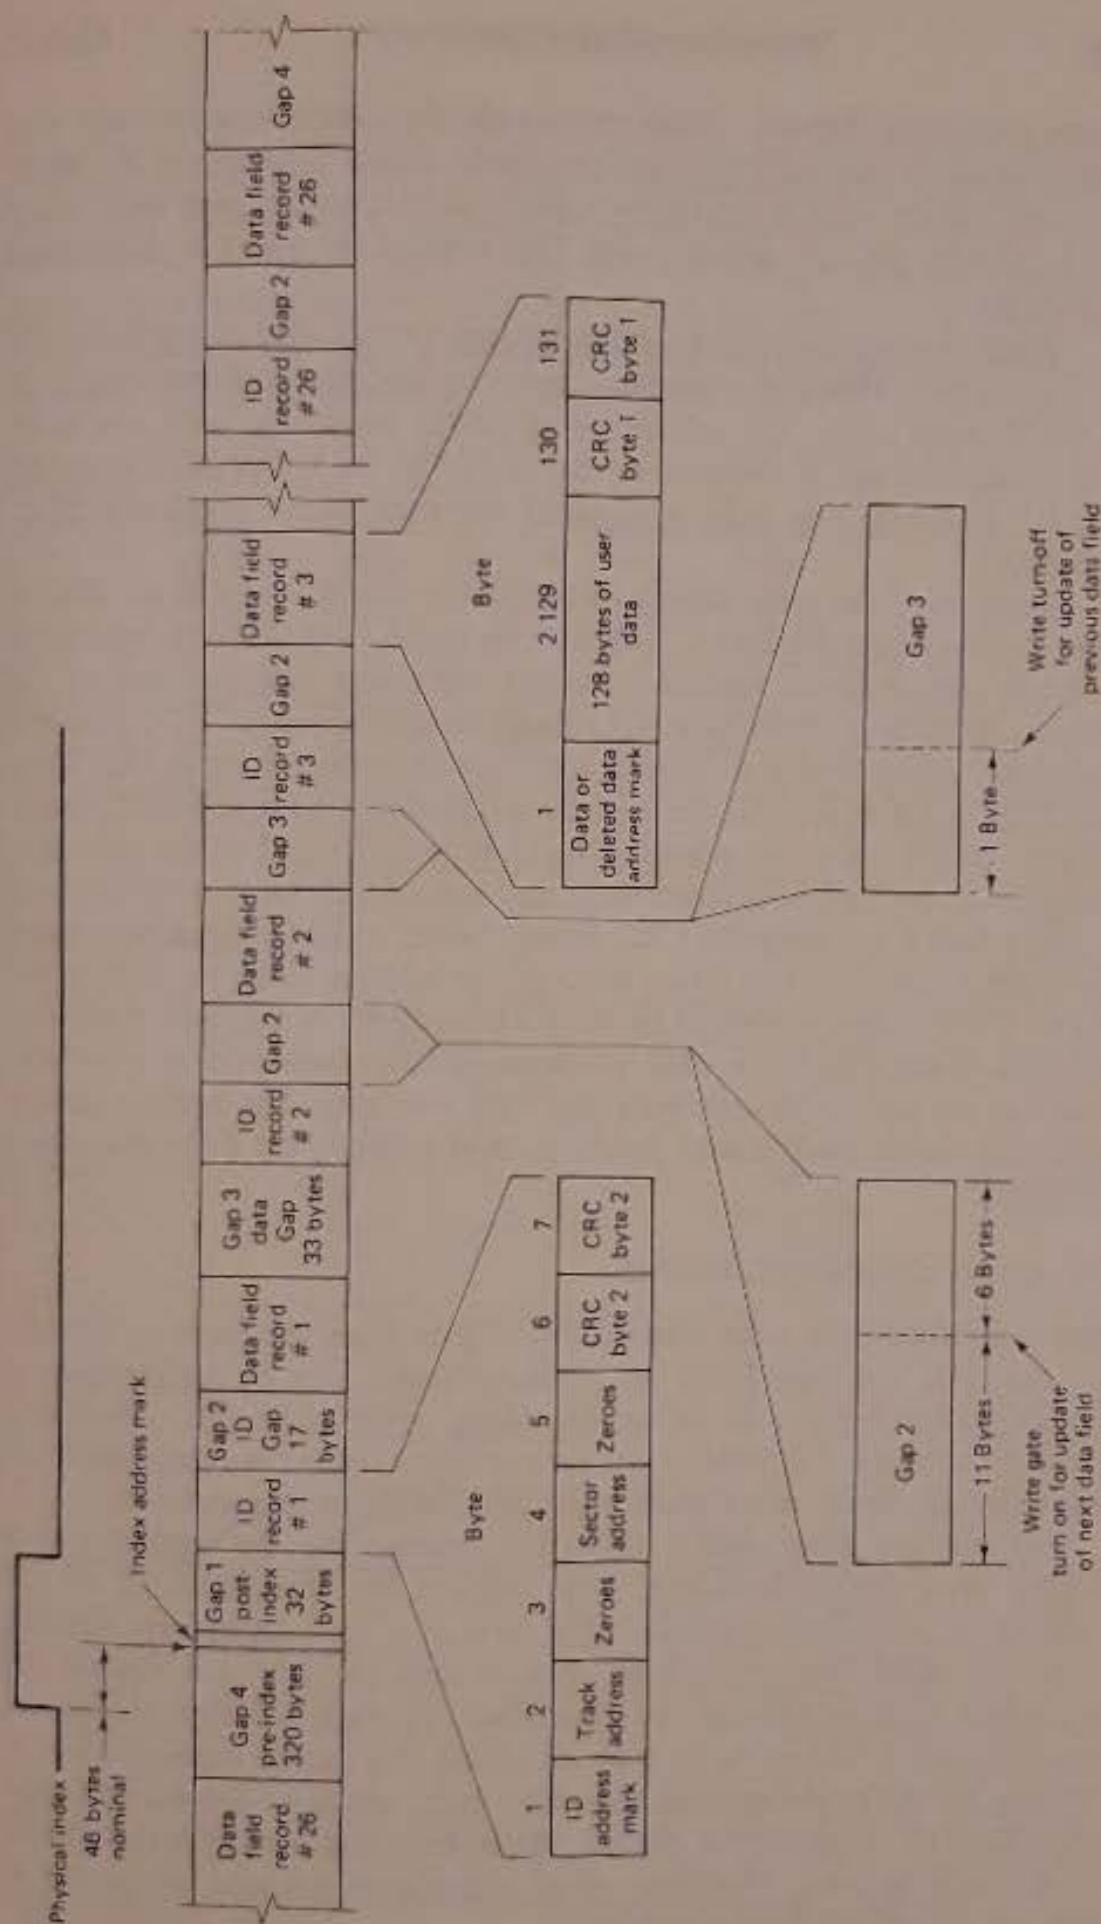 Physical index
48 bytes
nominal
Index address mark
Data
field
record
# 26
Gap 4
pre-index
320 bytes
Gap 1
post-
index
32
bytes
ID
record
# 1
Gap 2
ID
Gap
17
bytes
Data field
record
# 1
Gap 3
data
Gap
33 bytes
ID
record
# 2
Gap 2
Data field
record
# 2
Gap 3
ID
record
# 3
Gap 2
Data field
record
# 3
ID
record
# 26
Gap 2
Data field
record
# 26
Gap 4
Byte
1
2
3
4
5
6
7
ID
address
mark
Track
address
Zeroes
Sector
address
Zeroes
CRC
byte 2
CRC
byte 2
Byte
1
2-129
130
131
Data or
deleted data
address mark
128 bytes of user
data
CRC
byte 1
CRC
byte 1
Gap 2
11 Bytes
6 Bytes
Write gate
turn on for update
of next data field
Gap 3
1 Byte
Write turn-off
for update of
previous data field